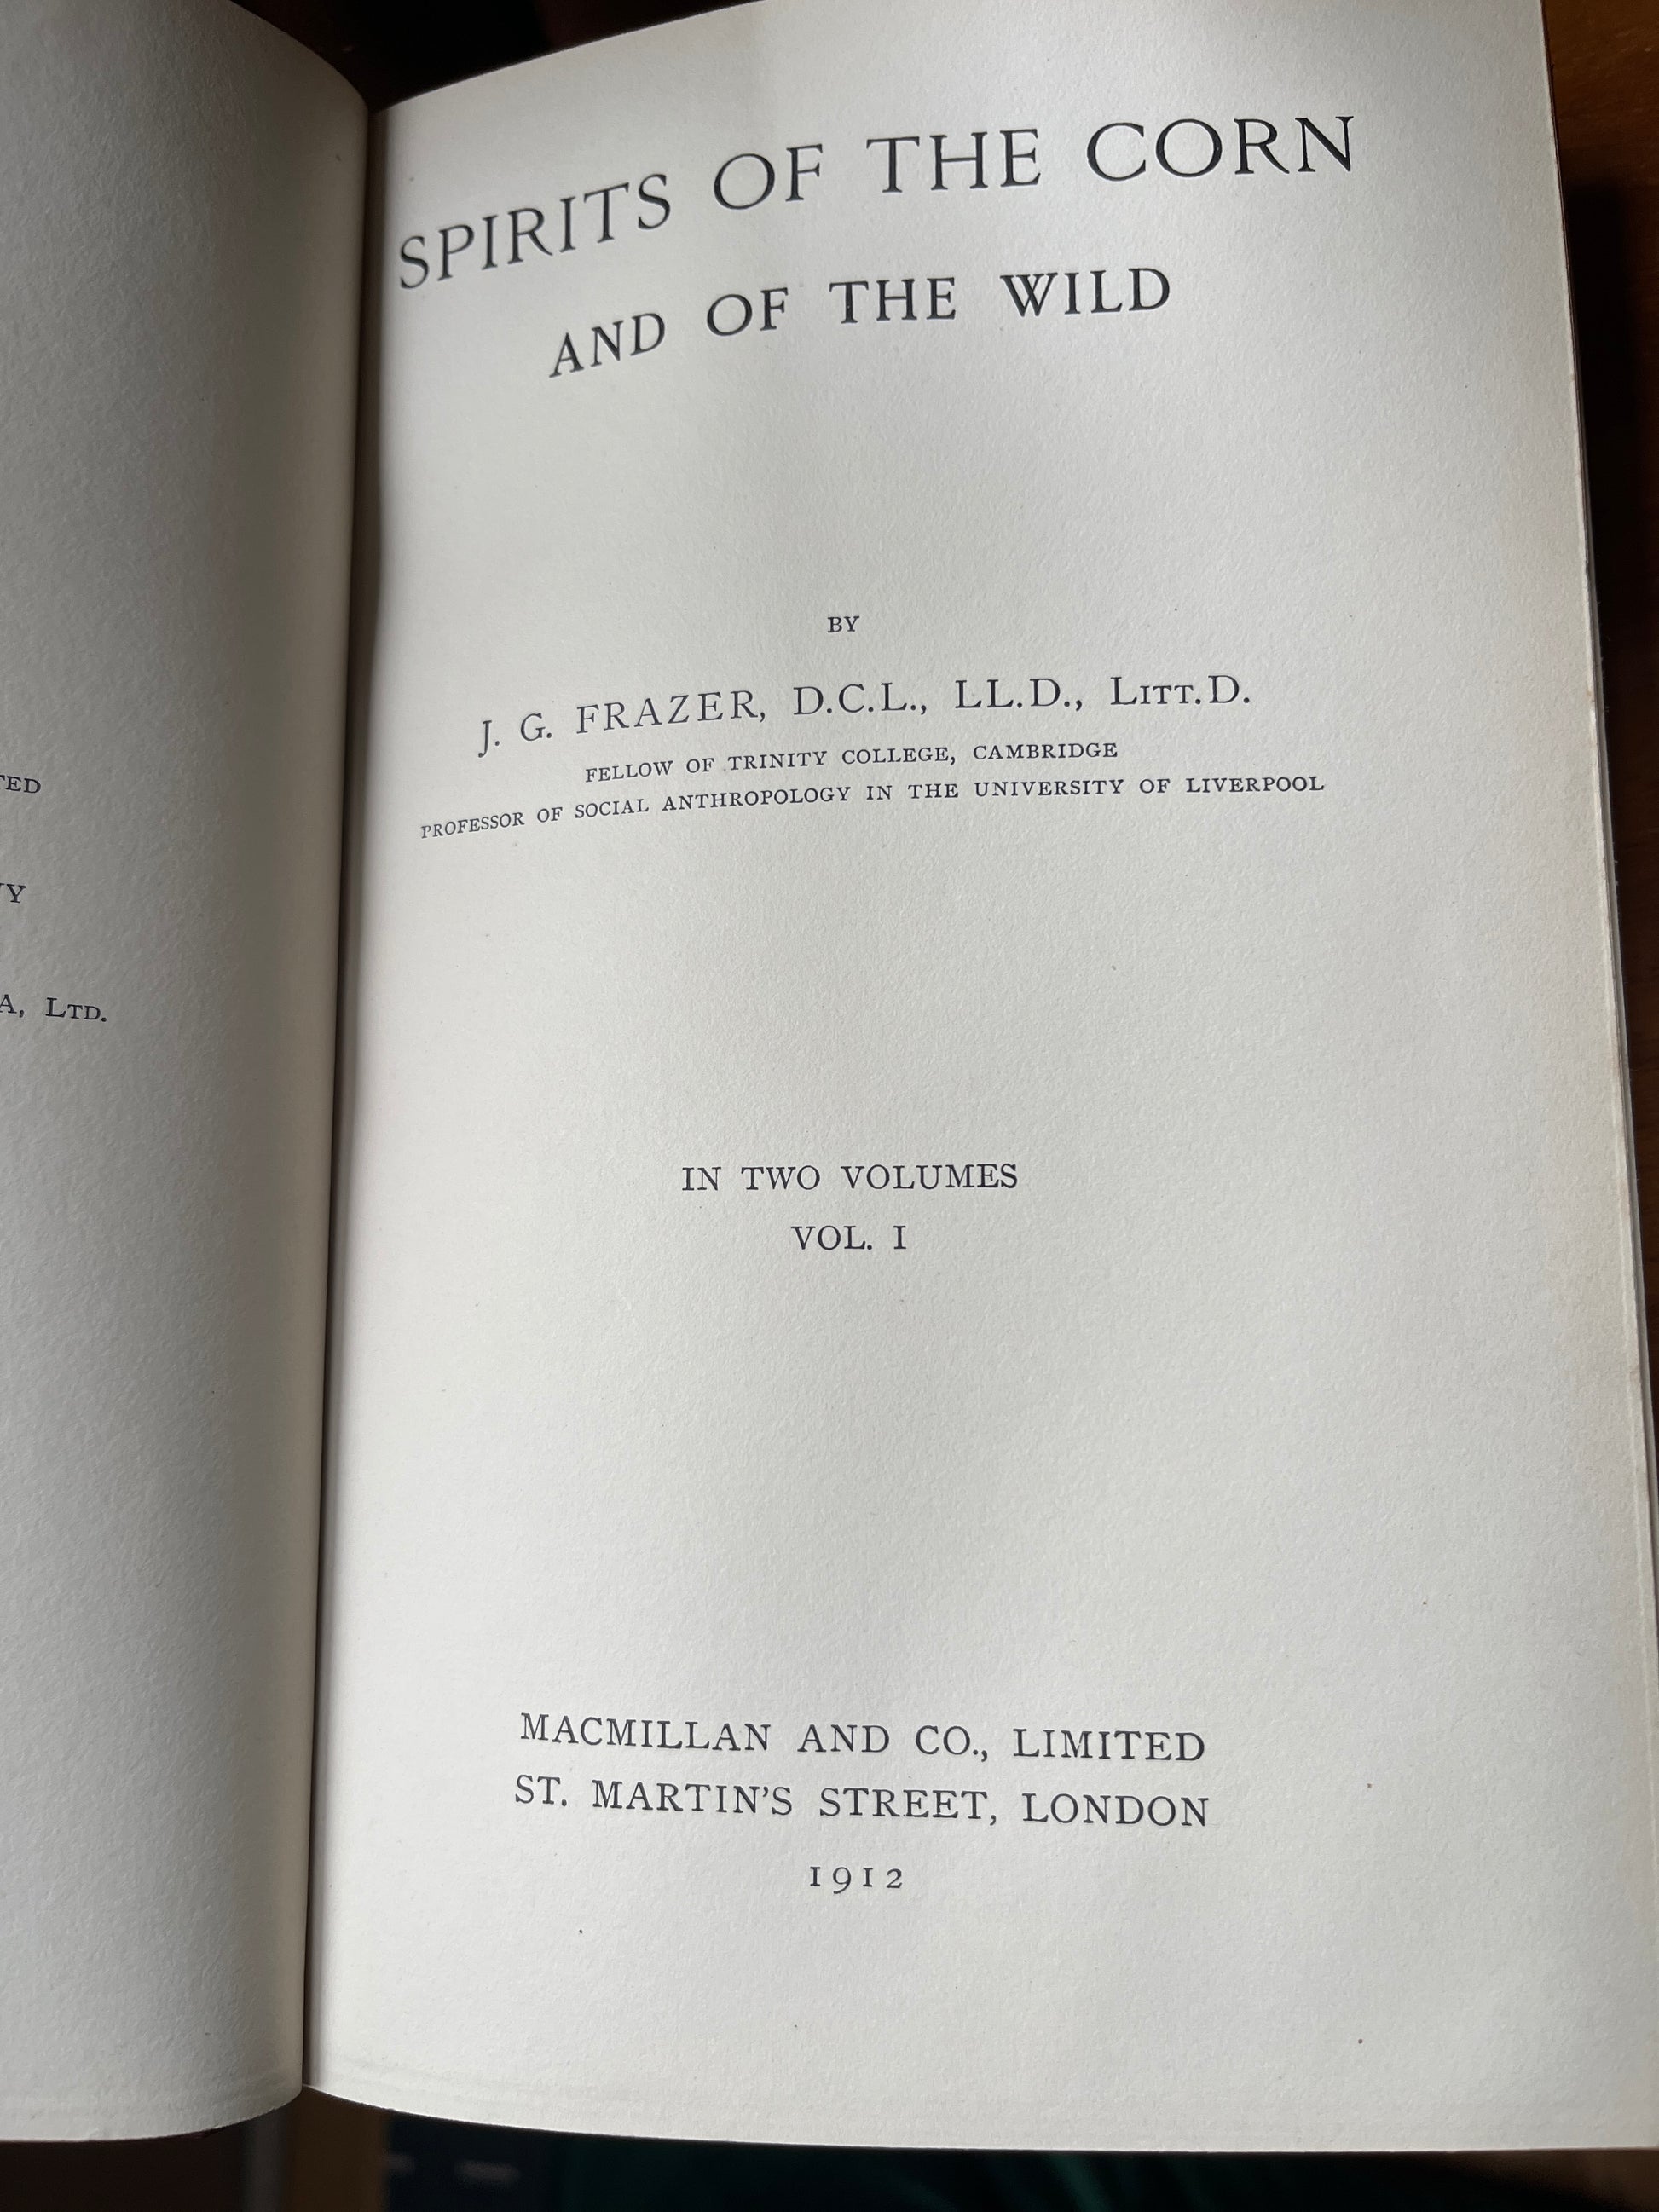 SPIRITS OF THE CORN
AND OF THE WILD
BY
J. G. FRAZER, D.C.L., LL.D., LITT.D.
FELLOW OF TRINITY COLLEGE, CAMBRIDGE
PROFESSOR OF SOCIAL ANTHROPOLOGY IN THE UNIVERSITY OF LIVERPOOL
IN TWO VOLUMES
VOL. I
MACMILLAN AND CO., LIMITED
ST. MARTIN'S STREET, LONDON
1912
LTD.